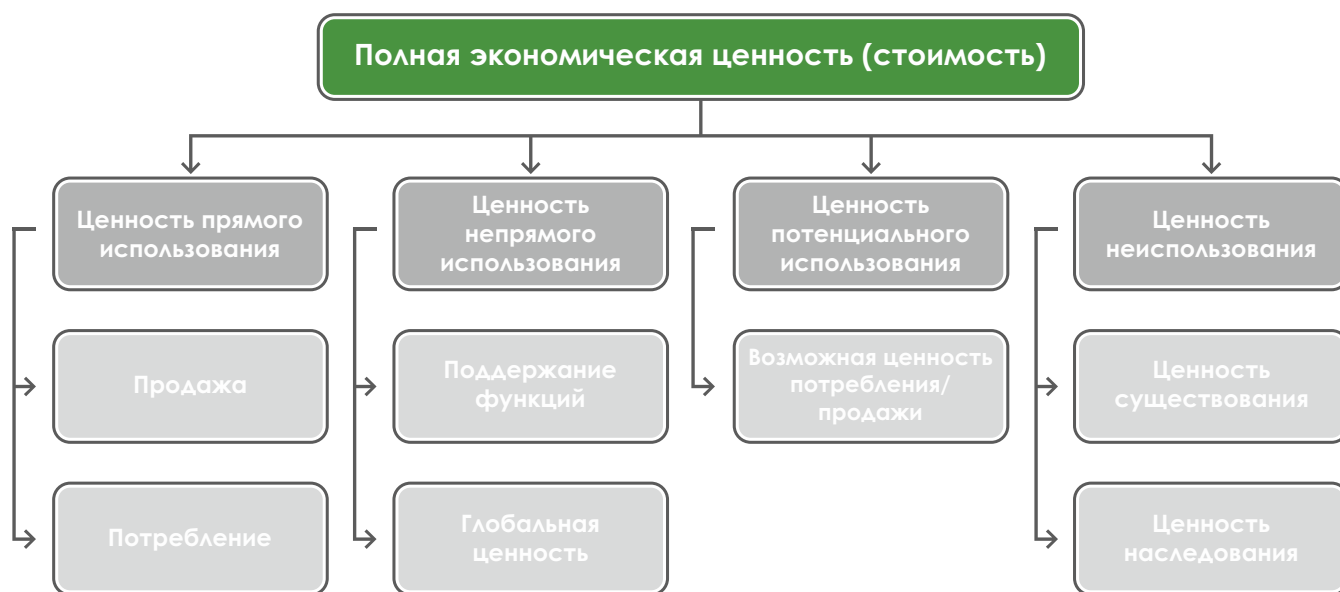 Полная экономическая ценность (стоимость)
Ценность прямого
использования
Ценность
непрямого
использования
Ценность
потенциального
использования
Ценность
неиспользования
Продажа
Поддержание
функций
Возможная ценность
потребления/
продажи
Ценность
существования
Потребление
Глобальная
ценность
Ценность
наследования